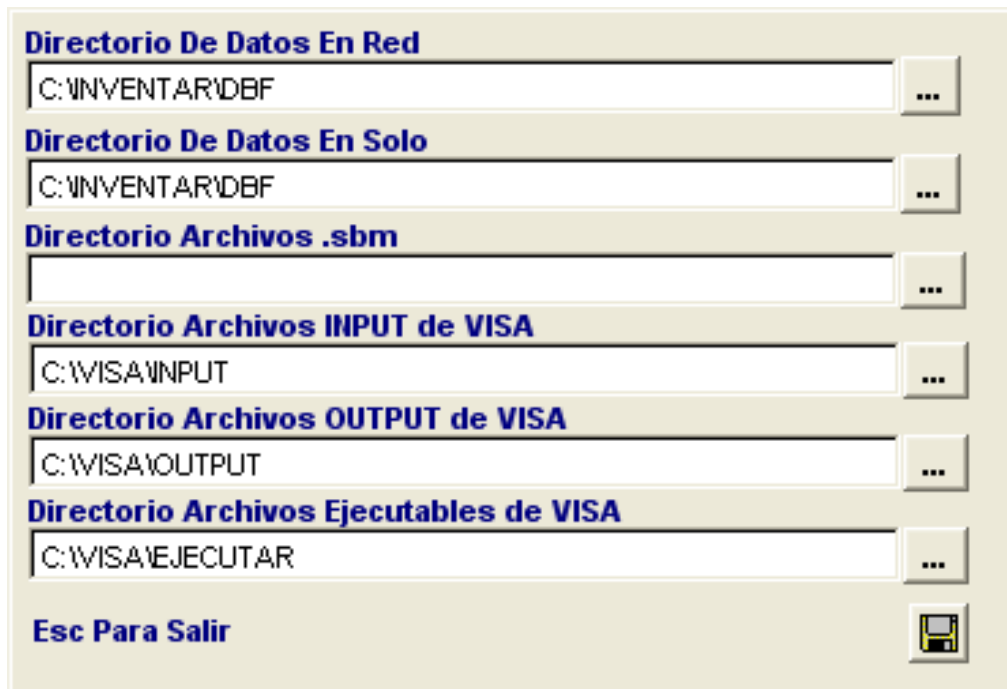 Directorio De Datos En Red
C:\INVENTAR\DBF
...
Directorio De Datos En Solo
C:\INVENTAR\DBF
...
Directorio Archivos .sbm
...
Directorio Archivos INPUT de VISA
C:\VISA\INPUT
...
Directorio Archivos OUTPUT de VISA
C:\VISA\OUTPUT
...
Directorio Archivos Ejecutables de VISA
C:\VISA\EJECUTAR
...
Esc Para Salir